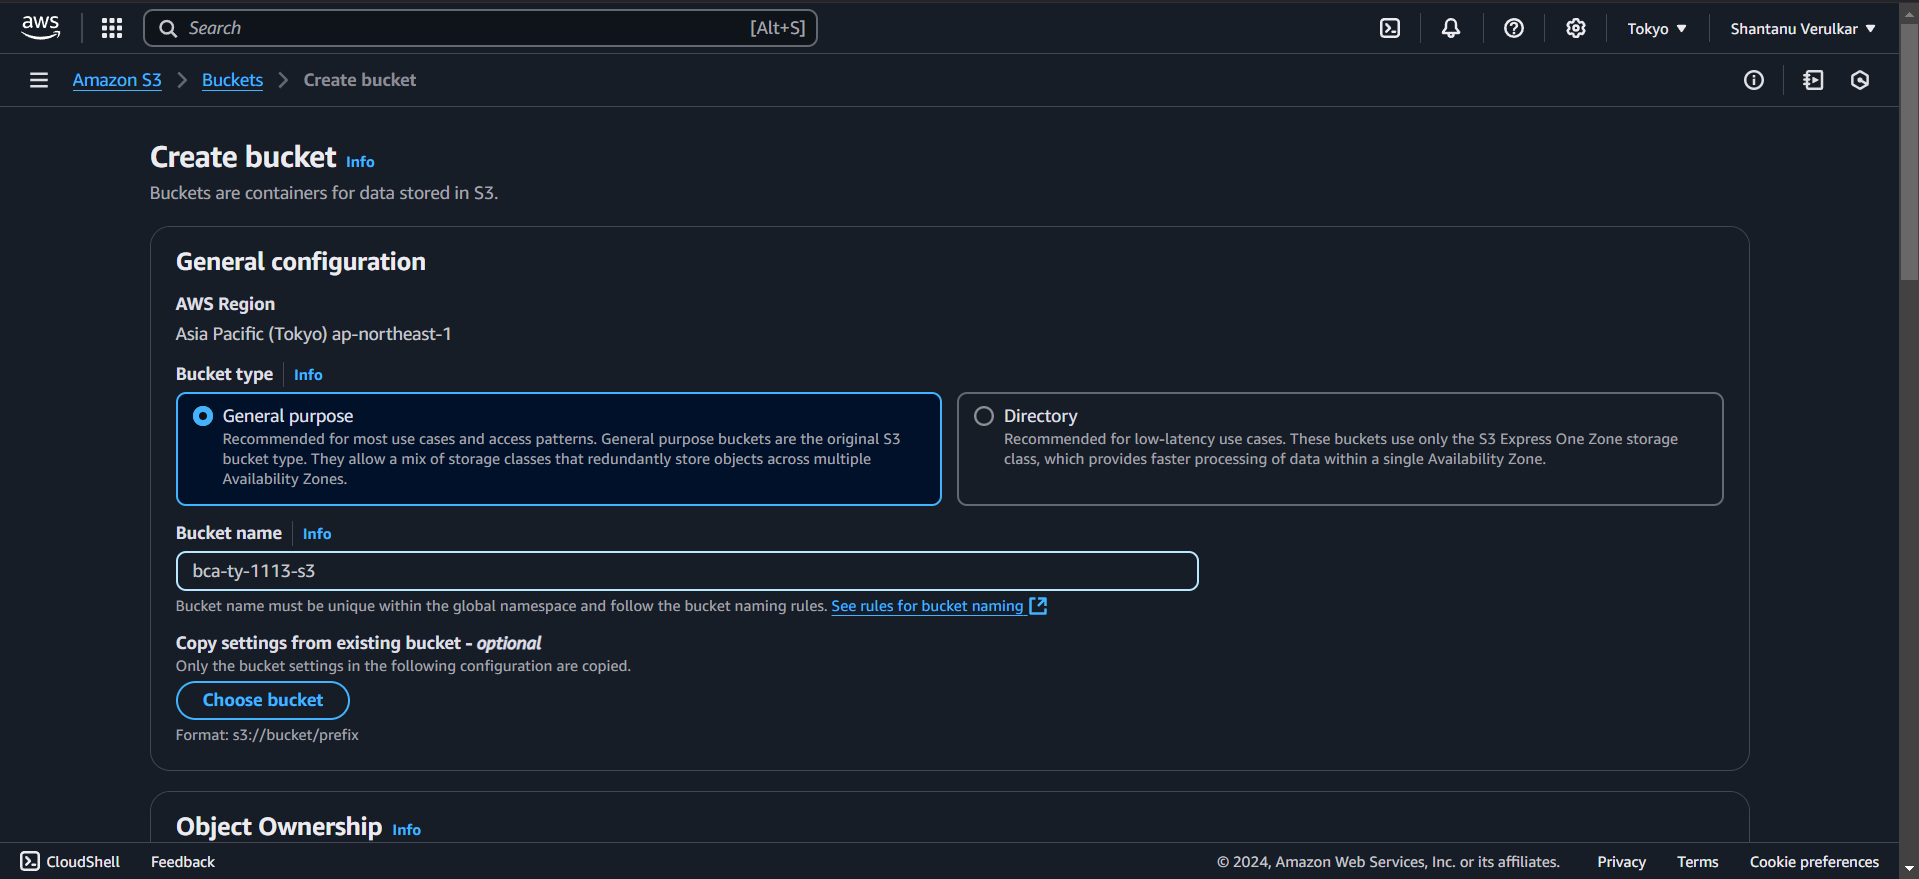 aws
Search [Alt+S]
Tokyo
Shantanu Verulkar
Amazon S3 > Buckets > Create bucket
Create bucket Info
Buckets are containers for data stored in S3.
General configuration
AWS Region
Asia Pacific (Tokyo) ap-northeast-1
Bucket type Info
General purpose
Recommended for most use cases and access patterns. General purpose buckets are the original S3
bucket type. They allow a mix of storage classes that redundantly store objects across multiple
Availability Zones.
Directory
Recommended for low-latency use cases. These buckets use only the S3 Express One Zone storage
class, which provides faster processing of data within a single Availability Zone.
Bucket name Info
bca-ty-1113-s3
Bucket name must be unique within the global namespace and follow the bucket naming rules. See rules for bucket naming
Copy settings from existing bucket - optional
Only the bucket settings in the following configuration are copied.
Choose bucket
Format: s3://bucket/prefix
Object Ownership Info
CloudShell Feedback © 2024, Amazon Web Services, Inc. or its affiliates. Privacy Terms Cookie preferences